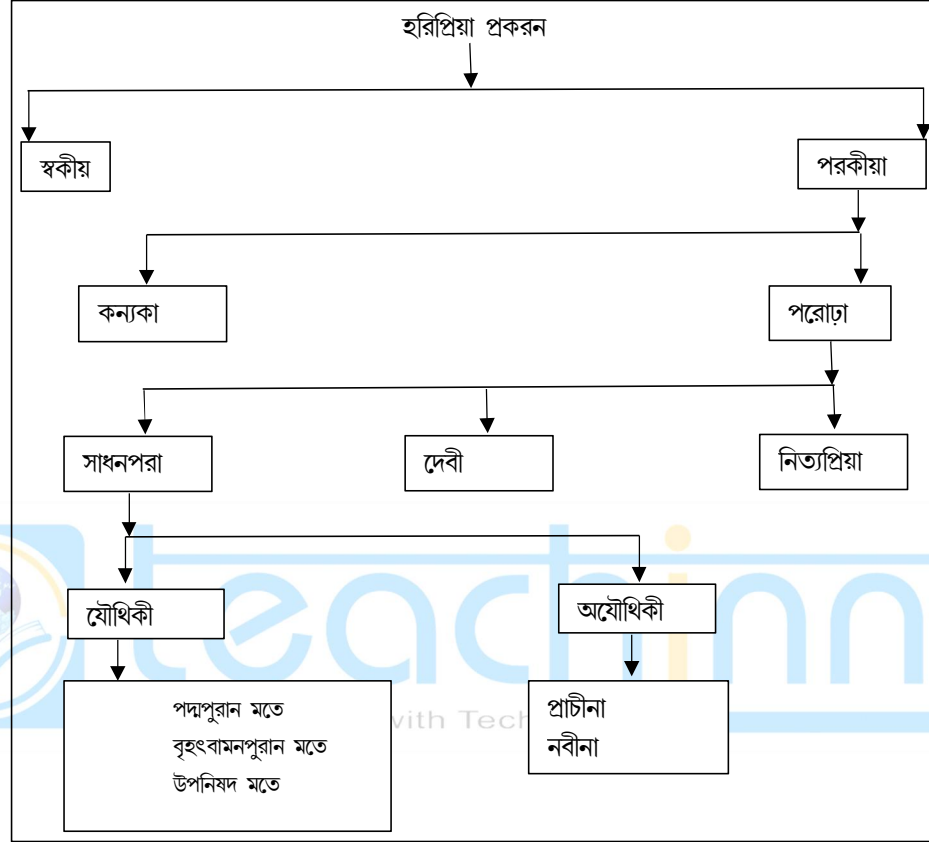 হরিপ্রিয়া প্রকরন
স্বকীয়
পরকীয়া
কন্যকা
পরোঢ়া
সাধনপরা
দেবী
নিত্যপ্রিয়া
যৌথিকী
অযৌথিকী
পদ্মপুরান মতে
বৃহৎবামনপুরান মতে
উপনিষদ মতে
প্রাচীনা
নবীনা
teachinn
with Tech